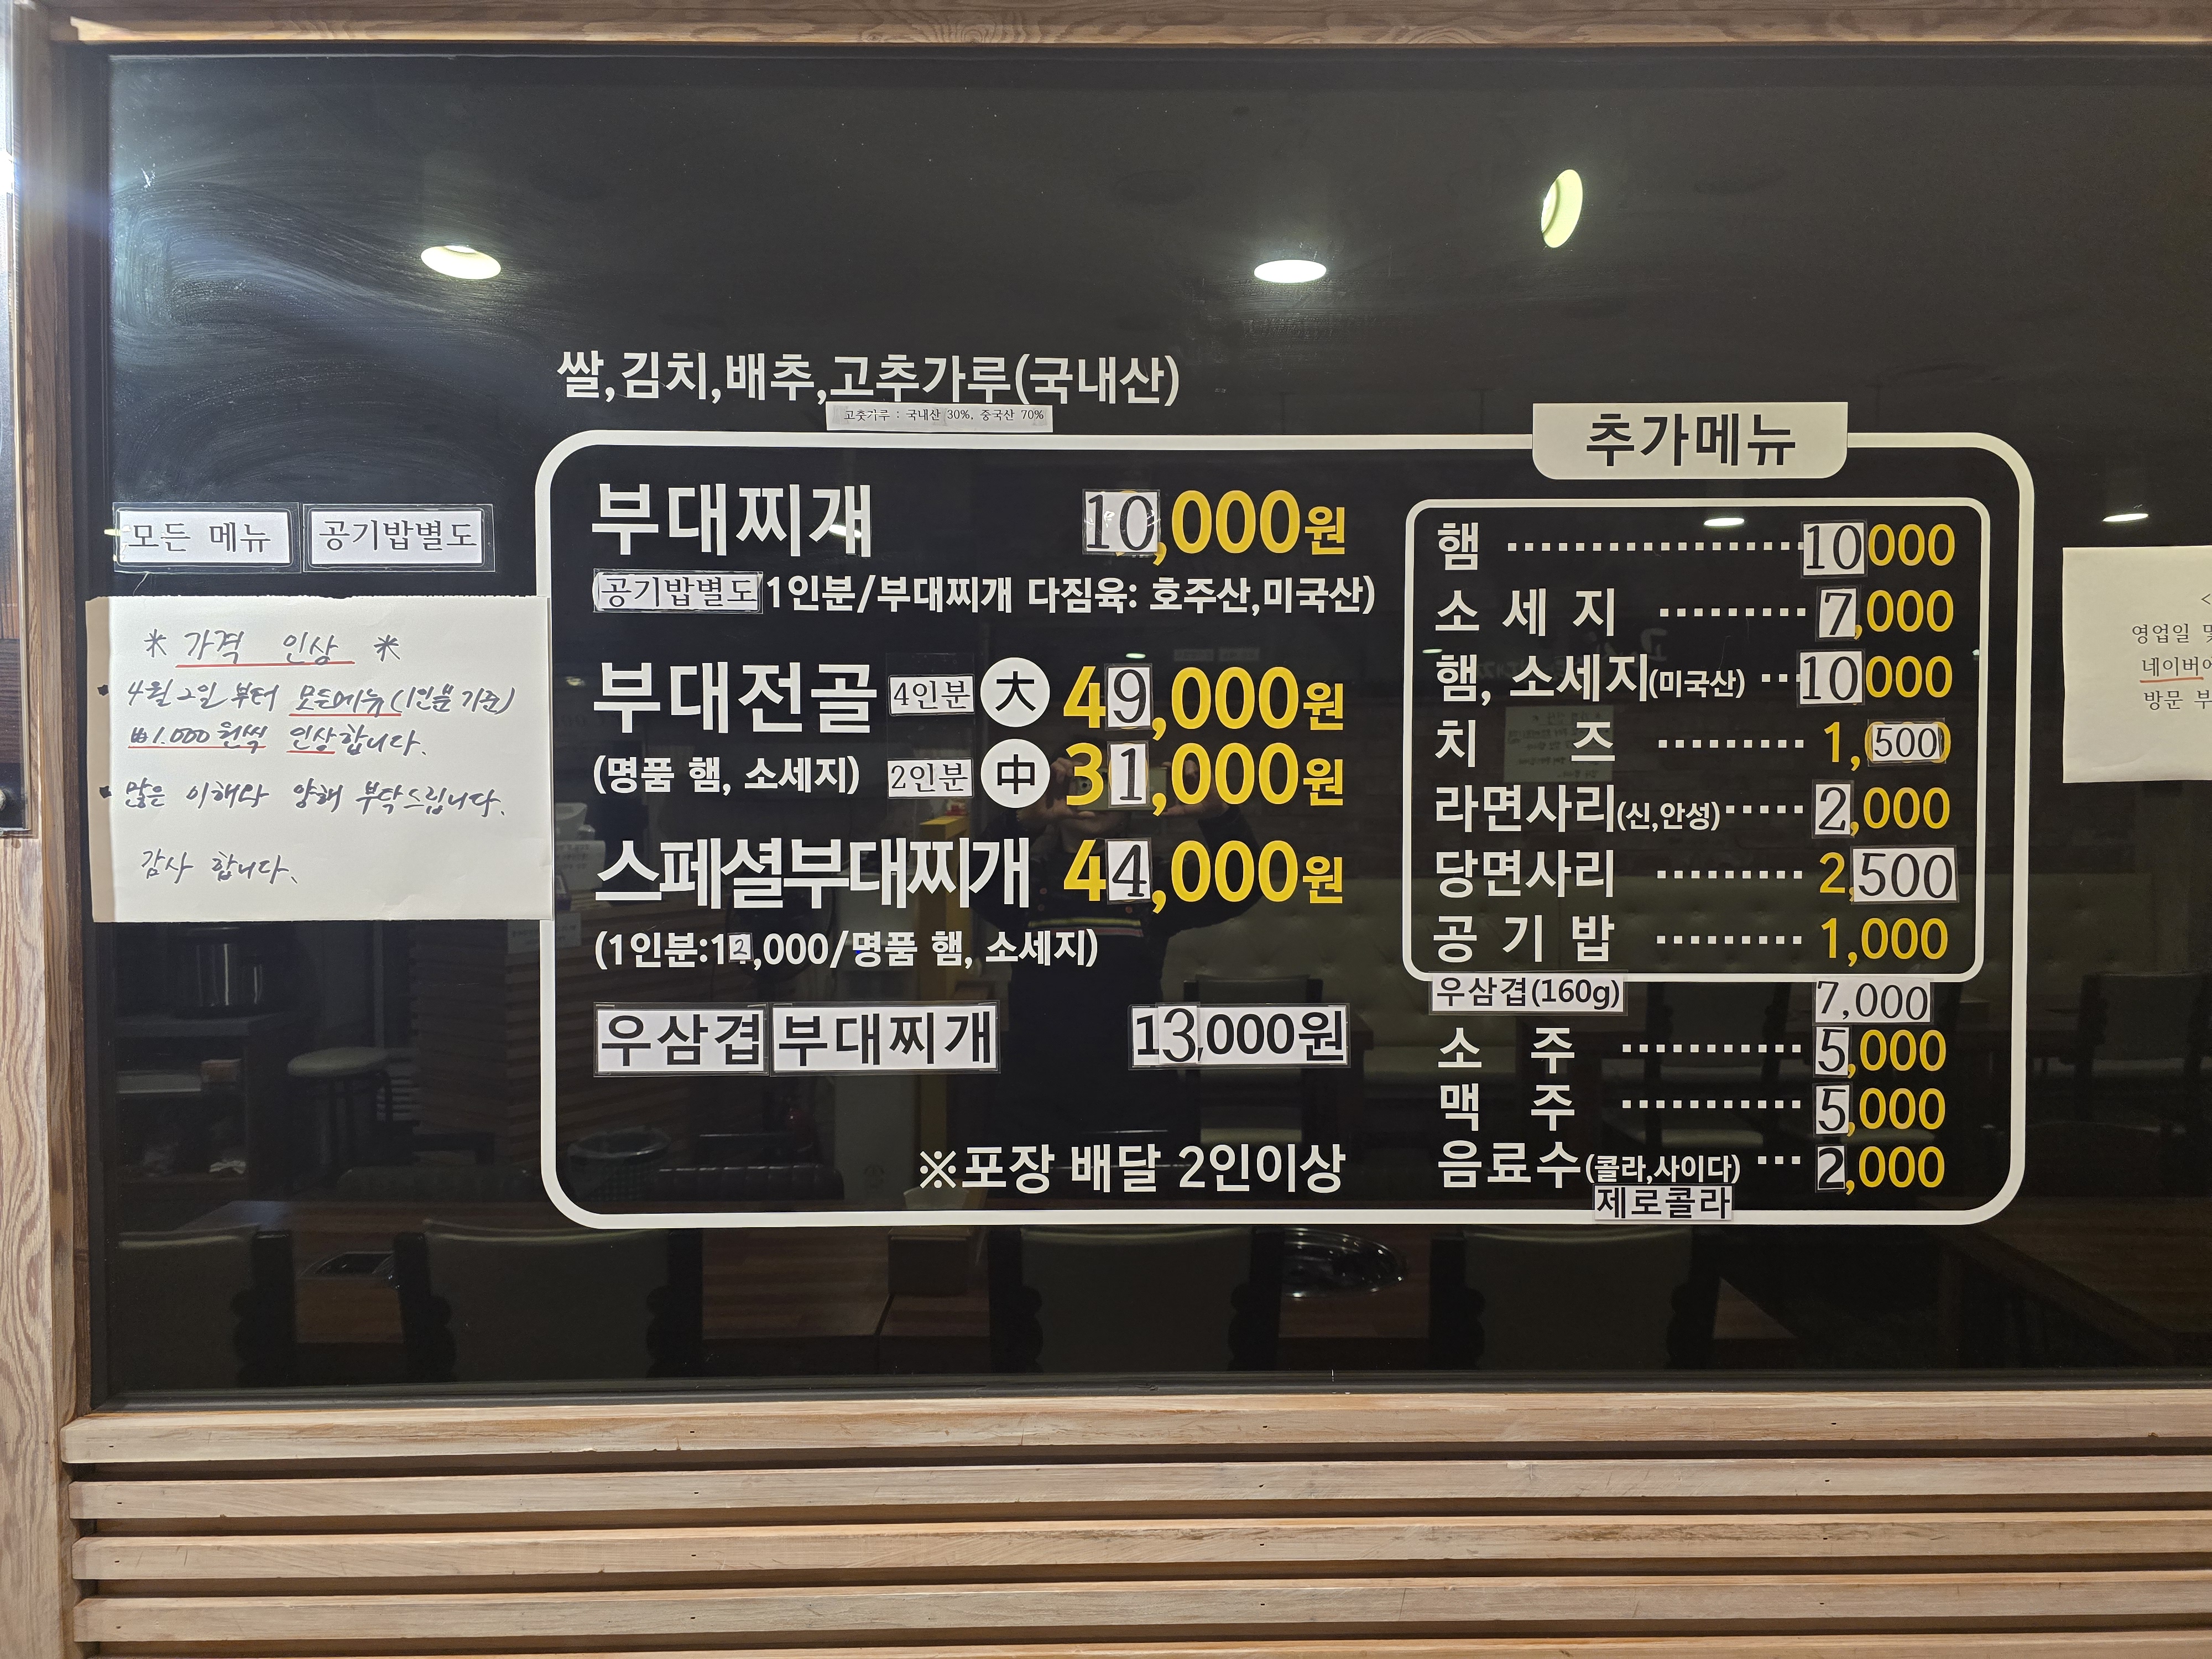 쌀,김치,배추,고추가루(국내산)
고춧가루 : 국내산 30%, 중국산 70%
모든 메뉴 공기밥별도
* 가격 인상 *
4월 2일 부터 모든메뉴(1인분 기준)
₩1.000 원씩 인상합니다.
많은 이해와 양해 부탁드립니다.
감사 합니다.
부대찌개 10,000원
(공기밥별도 1인분/부대찌개 다짐육: 호주산,미국산)
부대전골 4인분 大 49,000원
(명품 햄, 소세지) 2인분 中 31,000원
스페셜부대찌개 44,000원
(1인분:12,000/명품 햄, 소세지)
우삼겹 부대찌개 13,000원
※포장 배달 2인이상
추가메뉴
햄 ················· 10000
소 세 지 ········· 7,000
햄, 소세지(미국산) ··· 10000
치 즈 ········· 1,500
라면사리(신,안성)····· 2,000
당면사리 ········· 2,500
공 기 밥 ········· 1,000
우삼겹(160g) 7,000
소 주 ··········· 5,000
맥 주 ··········· 5,000
음료수(콜라,사이다) ··· 2,000
제로콜라
<
영업일 및
네이버에
방문 부